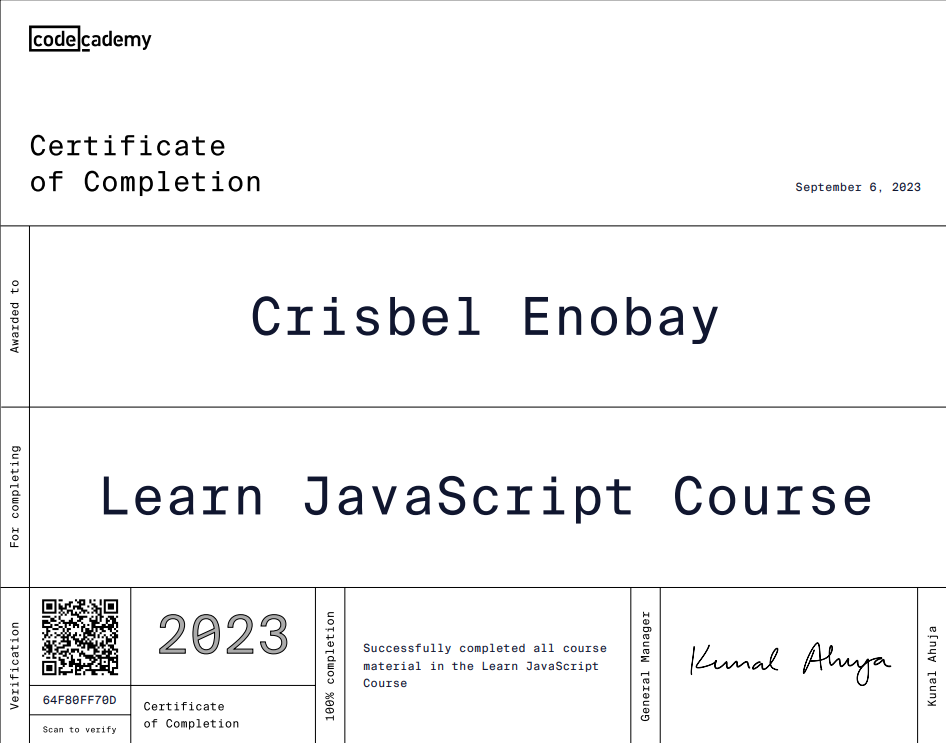 codecademy
Certificate
of Completion
September 6, 2023
Awarded to
Crisbel Enobay
For completing
Learn JavaScript Course
Verification
64F80FF70D
Scan to verify
2023
Certificate
of Completion
100% completion
Successfully completed all course
material in the Learn JavaScript
Course
General Manager
Kunal Ahuja
Kunal Ahuja